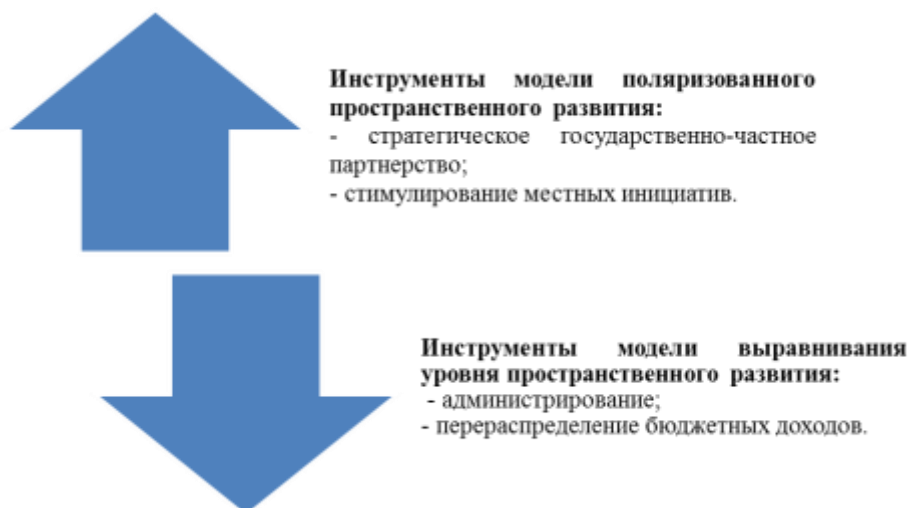 Инструменты модели поляризованного
пространственного развития:
- стратегическое государственно-частное
партнерство;
- стимулирование местных инициатив.
Инструменты модели выравнивания
уровня пространственного развития:
- администрирование;
- перераспределение бюджетных доходов.